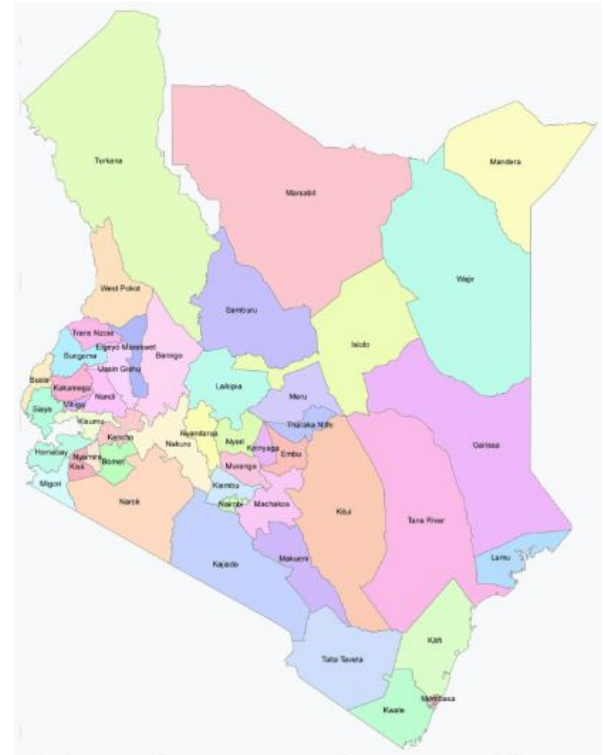 Turkana
Marsabit
Mandera
Wajir
West Pokot
Samburu
Isiolo
Trans Nzoia
Elgeyo Marakwet
Baringo
Bungoma
Uasin Gishu
Busia
Kakamega
Laikipia
Nandi
Vihiga
Meru
Siaya
Kisumu
Tharaka Nithi
Nyandarua
Kericho
Nyeri
Kirinyaga
Garissa
Nakuru
Homabay
Nyamira
Embu
Bomet
Muranga
Kisii
Migori
Kiambu
Narok
Nairobi
Machakos
Kitui
Tana River
Lamu
Makueni
Kajiado
Kilifi
Taita Taveta
Mombasa
Kwale